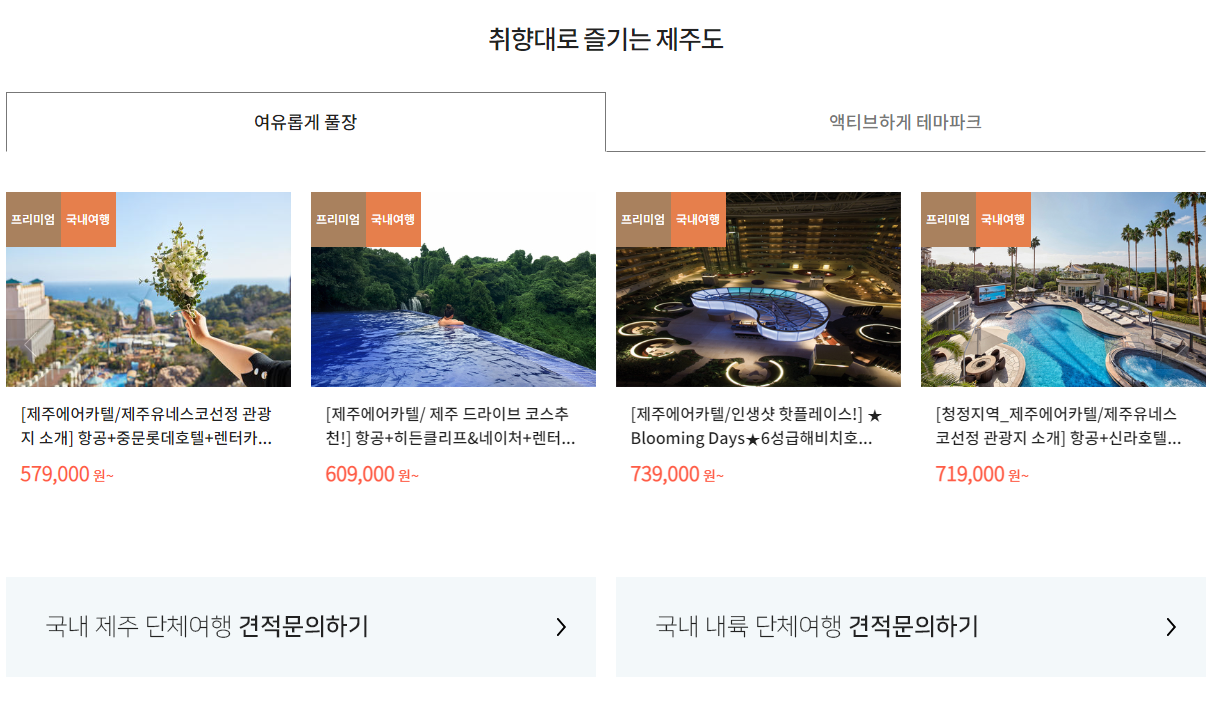 취향대로 즐기는 제주도
여유롭게 풀장
액티브하게 테마파크
프리미엄 국내여행
프리미엄 국내여행
프리미엄 국내여행
프리미엄 국내여행
[제주에어카텔/제주유네스코선정 관광
지 소개] 항공+중문롯데호텔+렌터카...
579,000 원~
[제주에어카텔/ 제주 드라이브 코스추
천!] 항공+히든클리프&네이처+렌터...
609,000 원~
[제주에어카텔/인생샷 핫플레이스!] ★
Blooming Days★6성급해비치호...
739,000 원~
[청정지역_제주에어카텔/제주유네스
코선정 관광지 소개] 항공+신라호텔...
719,000 원~
국내 제주 단체여행 견적문의하기
국내 내륙 단체여행 견적문의하기